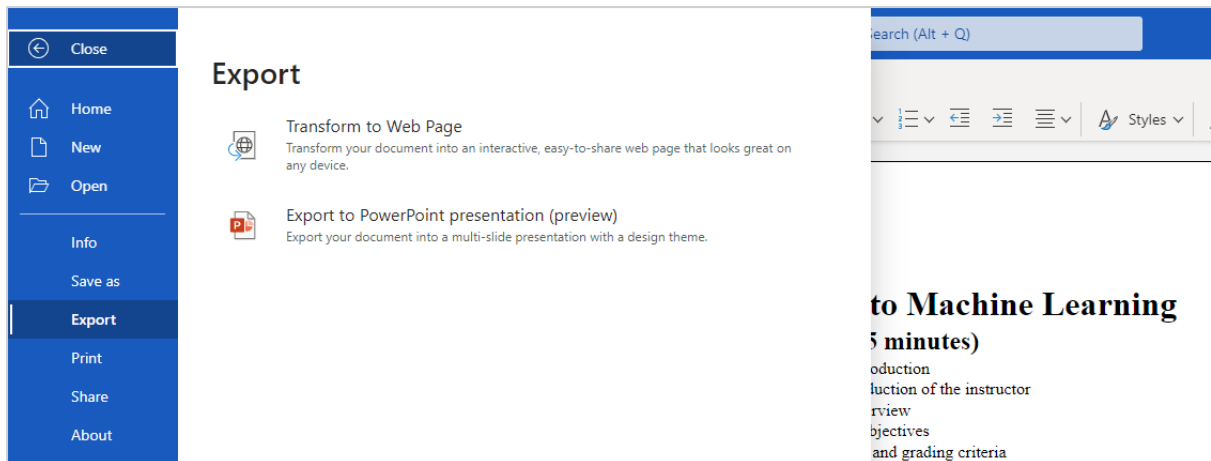 Close
Home
New
Open
Info
Save as
Export
Print
Share
About
Export
Transform to Web Page
Transform your document into an interactive, easy-to-share web page that looks great on
any device.
Export to PowerPoint presentation (preview)
Export your document into a multi-slide presentation with a design theme.
earch (Alt + Q)
Styles
to Machine Learning
5 minutes)
oduction
luction of the instructor
rview
bjectives
and grading criteria